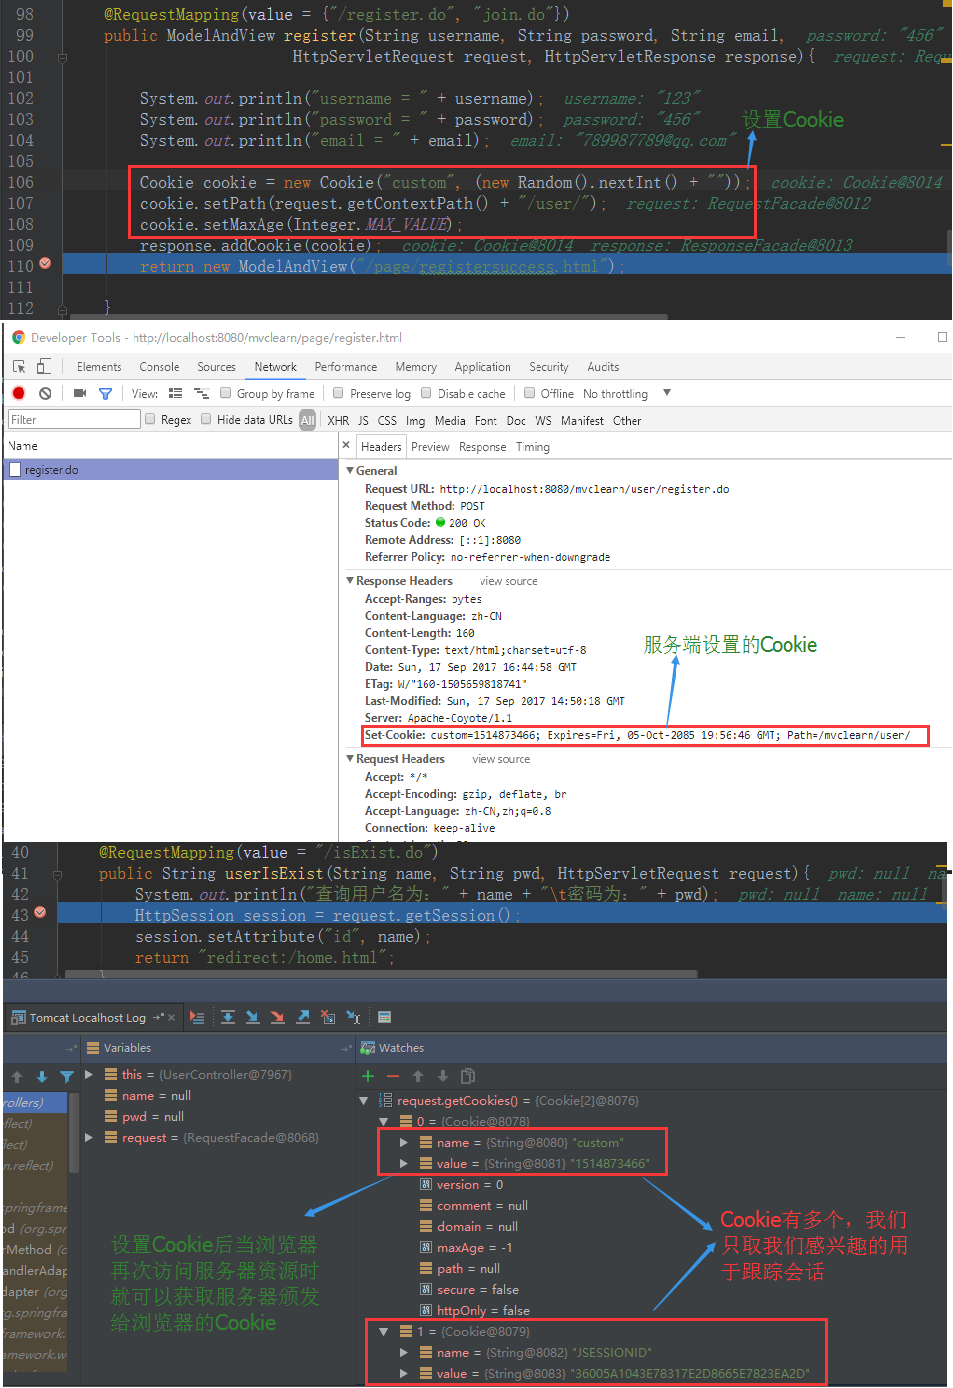 98 @RequestMapping(value = {"/register.do", "join.do"})
99 public ModelAndView register(String username, String password, String email, password: "456"
100 HttpServletRequest request, HttpServletResponse response){ request: Requ
101
102 System.out.println("username = " + username); username: "123"
103 System.out.println("password = " + password); password: "456"
104 System.out.println("email = " + email); email: "789987789@qq.com"
设置Cookie
105
106 Cookie cookie = new Cookie("custom", (new Random().nextInt() + "")); cookie: Cookie@8014
107 cookie.setPath(request.getContextPath() + "/user/"); request: RequestFacade@8012
108 cookie.setMaxAge(Integer.MAX_VALUE);
109 response.addCookie(cookie); cookie: Cookie@8014 response: ResponseFacade@8013
110 return new ModelAndView("/page/registersuccess.html");
111
112 }
Developer Tools - http://localhost:8080/mvclearn/page/register.html
Elements Console Sources Network Performance Memory Application Security Audits
View: Group by frame Preserve log Disable cache Offline No throttling
Filter Regex Hide data URLs All XHR JS CSS Img Media Font Doc WS Manifest Other
Name × Headers Preview Response Timing
register.do
General
Request URL: http://localhost:8080/mvclearn/user/register.do
Request Method: POST
Status Code: 200 OK
Remote Address: [::1]:8080
Referrer Policy: no-referrer-when-downgrade
Response Headers view source
Accept-Ranges: bytes
Content-Language: zh-CN
Content-Length: 160
Content-Type: text/html;charset=utf-8
服务端设置的Cookie
Date: Sun, 17 Sep 2017 16:44:58 GMT
ETag: W/"160-1505659818741"
Last-Modified: Sun, 17 Sep 2017 14:50:18 GMT
Server: Apache-Coyote/1.1
Set-Cookie: custom=1514873466; Expires=Fri, 05-Oct-2085 19:56:46 GMT; Path=/mvclearn/user/
Request Headers view source
Accept: */*
Accept-Encoding: gzip, deflate, br
Accept-Language: zh-CN,zh;q=0.8
Connection: keep-alive
40 @RequestMapping(value = "/isExist.do")
41 public String userIsExist(String name, String pwd, HttpServletRequest request){ pwd: null na
42 System.out.println("查询用户名为: " + name + "\t密码为: " + pwd); pwd: null name: null
43 HttpSession session = request.getSession();
44 session.setAttribute("id", name);
45 return "redirect:/home.html";
46 }
Tomcat Localhost Log
Variables
Watches
this = {UserController@7967}
name = null
pwd = null
request = {RequestFacade@8068}
rollers)
eflect)
lect)
n.reflect)
springframe
od (org.spr
rMethod (o
andlerAdap
dapter (org
rg.springfra
framework.
amework.we
request.getCookies() = {Cookie[2]@8076}
0 = {Cookie@8078}
name = {String@8080} "custom"
value = {String@8081} "1514873466"
version = 0
comment = null
domain = null
maxAge = -1
path = null
secure = false
httpOnly = false
1 = {Cookie@8079}
name = {String@8082} "JSESSIONID"
value = {String@8083} "36005A1043E78317E2D8665E7823EA2D"
设置Cookie后当浏览器
再次访问服务器资源时
就可以获取服务器颁发
给浏览器的Cookie
Cookie有多个，我们
只取我们感兴趣的用
于跟踪会话